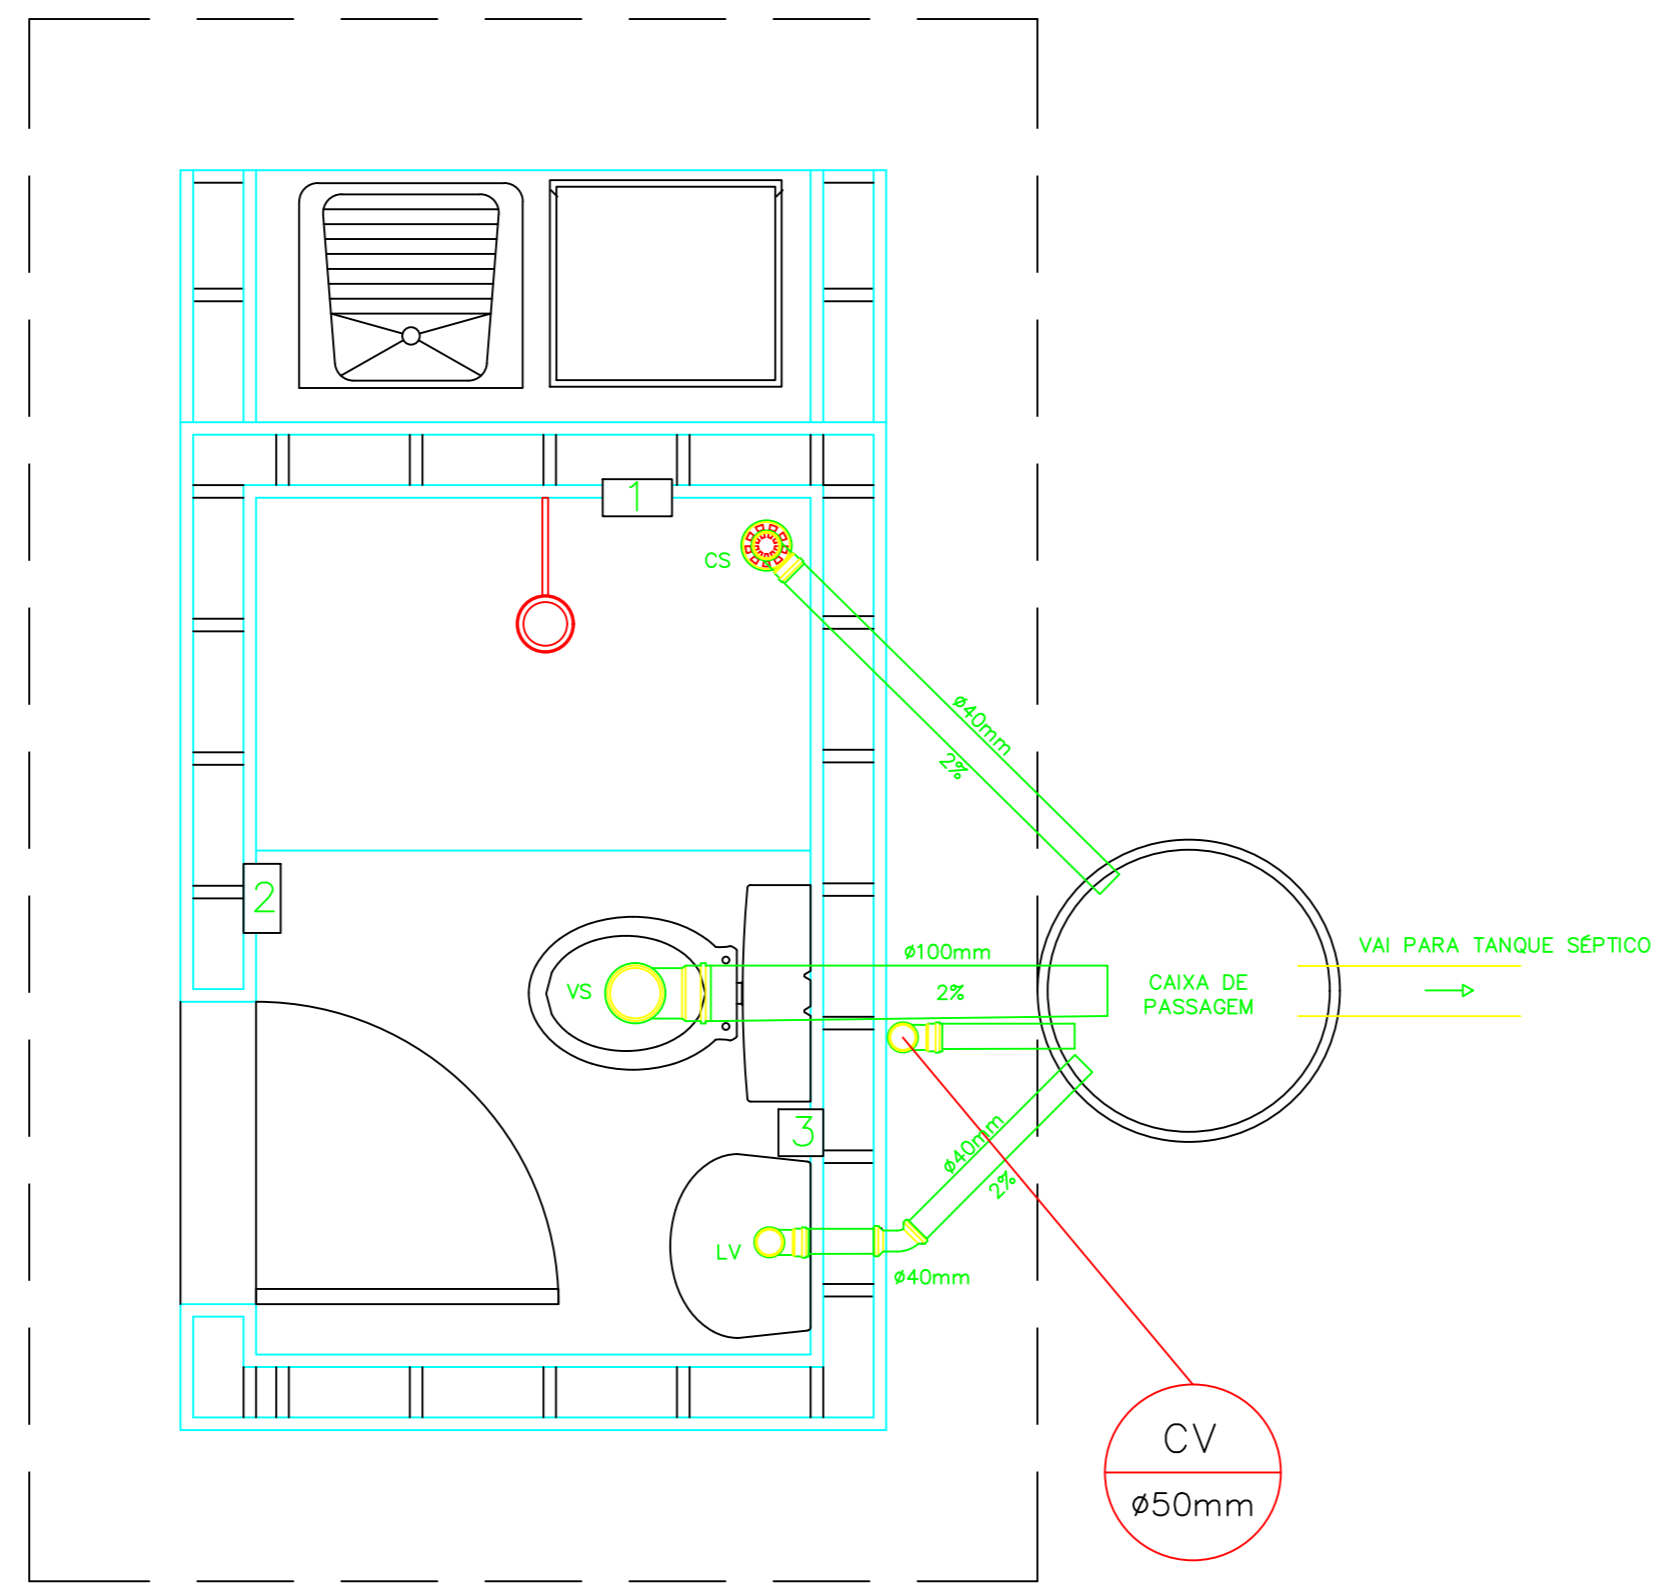 1
CS
ø40mm
2%
2
ø100mm
VAI PARA TANQUE SÉPTICO
VS
2%
CAIXA DE
PASSAGEM
3
ø40mm
2%
LV
ø40mm
CV
ø50mm